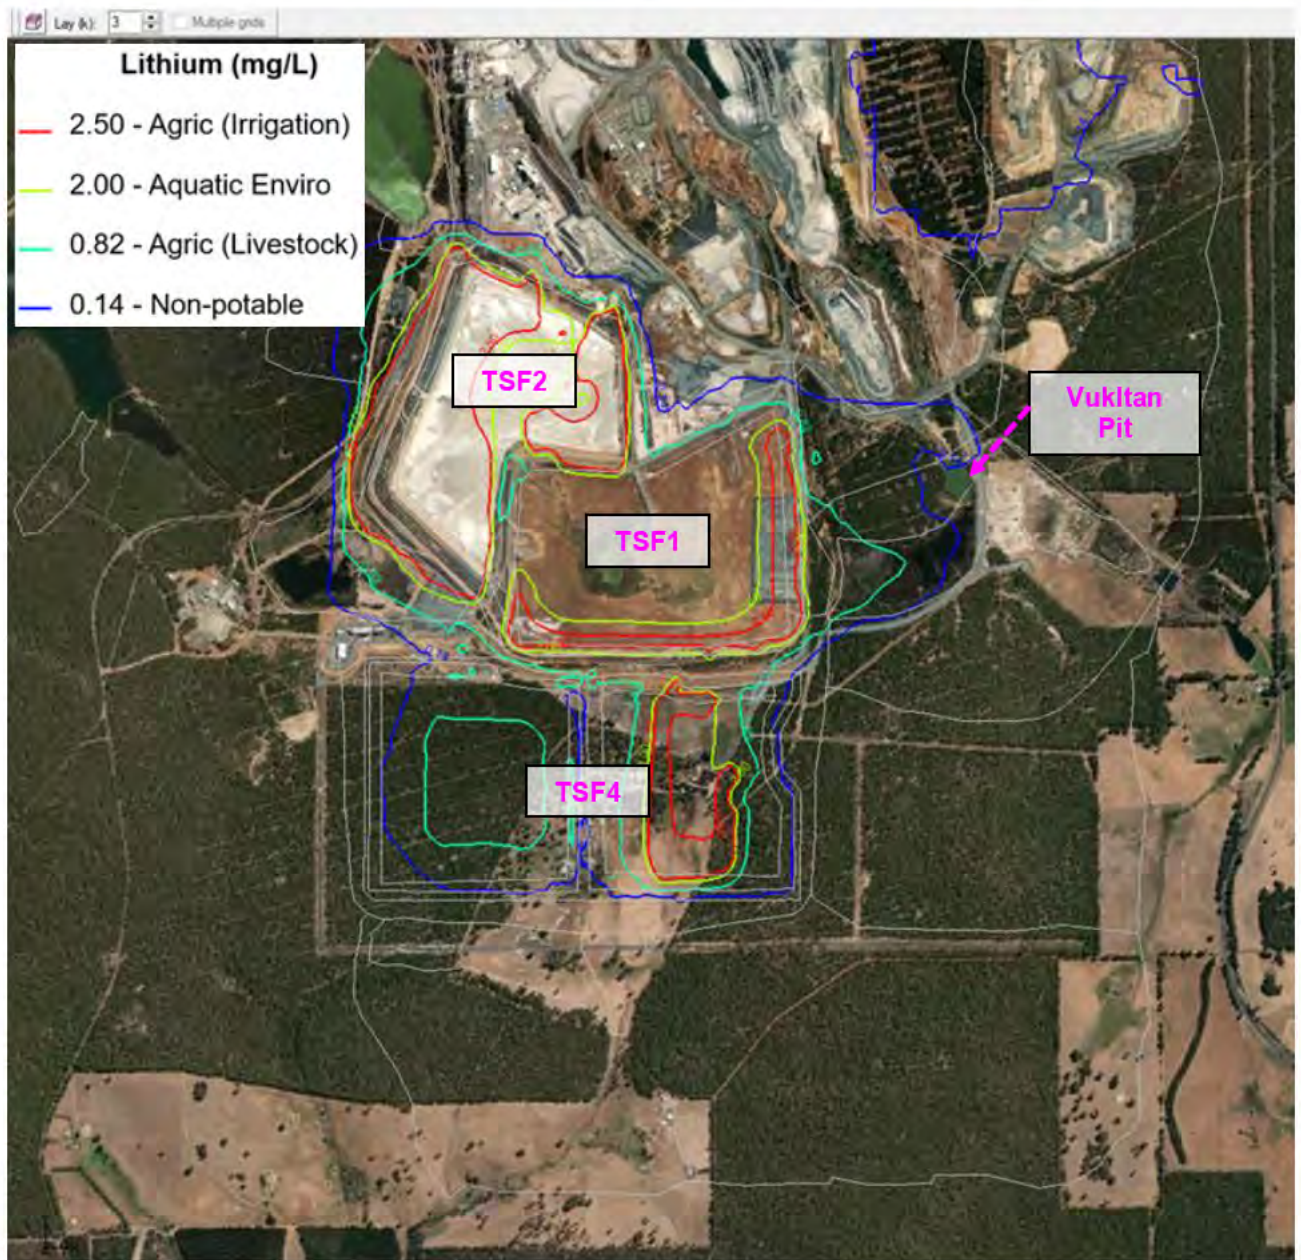 Lay (k): 3 Multiple grids
Lithium (mg/L)
2.50 - Agric (Irrigation)
2.00 - Aquatic Enviro
0.82 - Agric (Livestock)
0.14 - Non-potable
TSF2
Vukltan
Pit
TSF1
TSF4